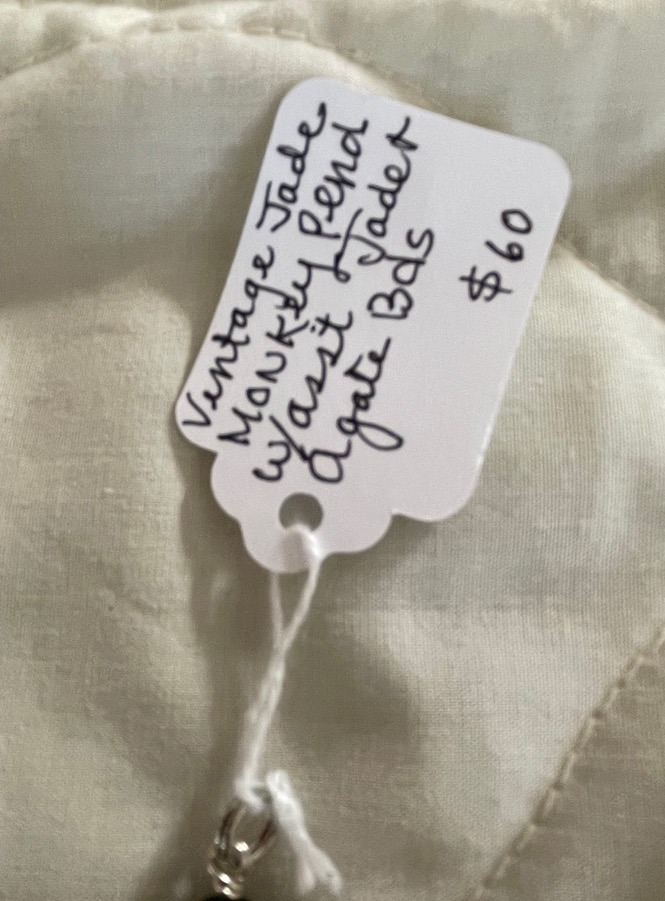 Vintage Jade
Monkey Pend
w/asst Jade &
Agate Bds
$60